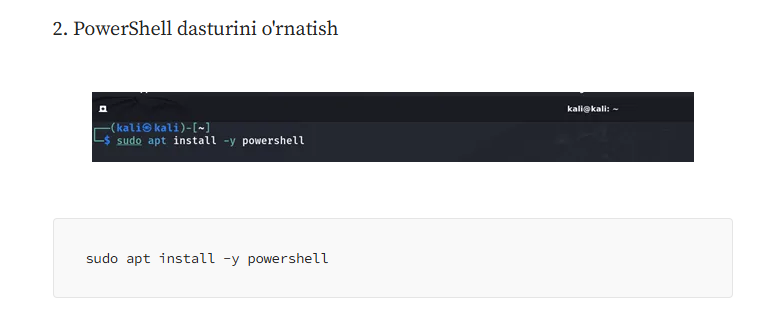 2. PowerShell dasturini o'rnatish
kali@kali: ~
┌──(kali㉿kali)-[~]
└─$ sudo apt install -y powershell
sudo apt install -y powershell